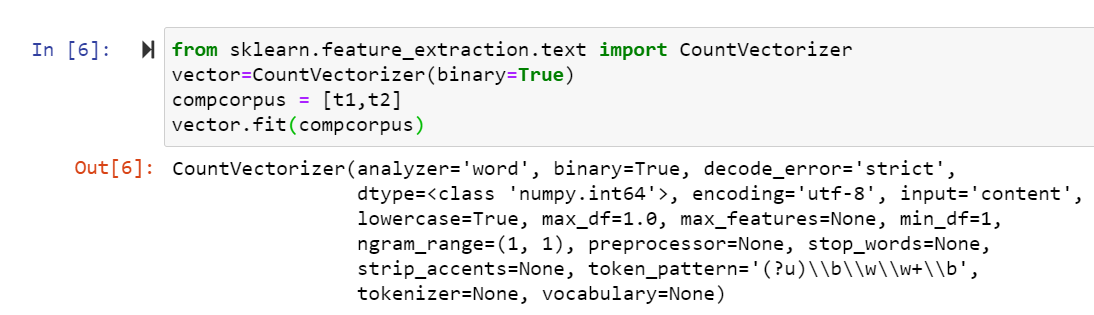 In [6]: from sklearn.feature_extraction.text import CountVectorizer
vector=CountVectorizer(binary=True)
compcorpus = [t1,t2]
vector.fit(compcorpus)
Out[6]: CountVectorizer(analyzer='word', binary=True, decode_error='strict',
dtype=<class 'numpy.int64'>, encoding='utf-8', input='content',
lowercase=True, max_df=1.0, max_features=None, min_df=1,
ngram_range=(1, 1), preprocessor=None, stop_words=None,
strip_accents=None, token_pattern='(?u)\\b\\w\\w+\\b',
tokenizer=None, vocabulary=None)